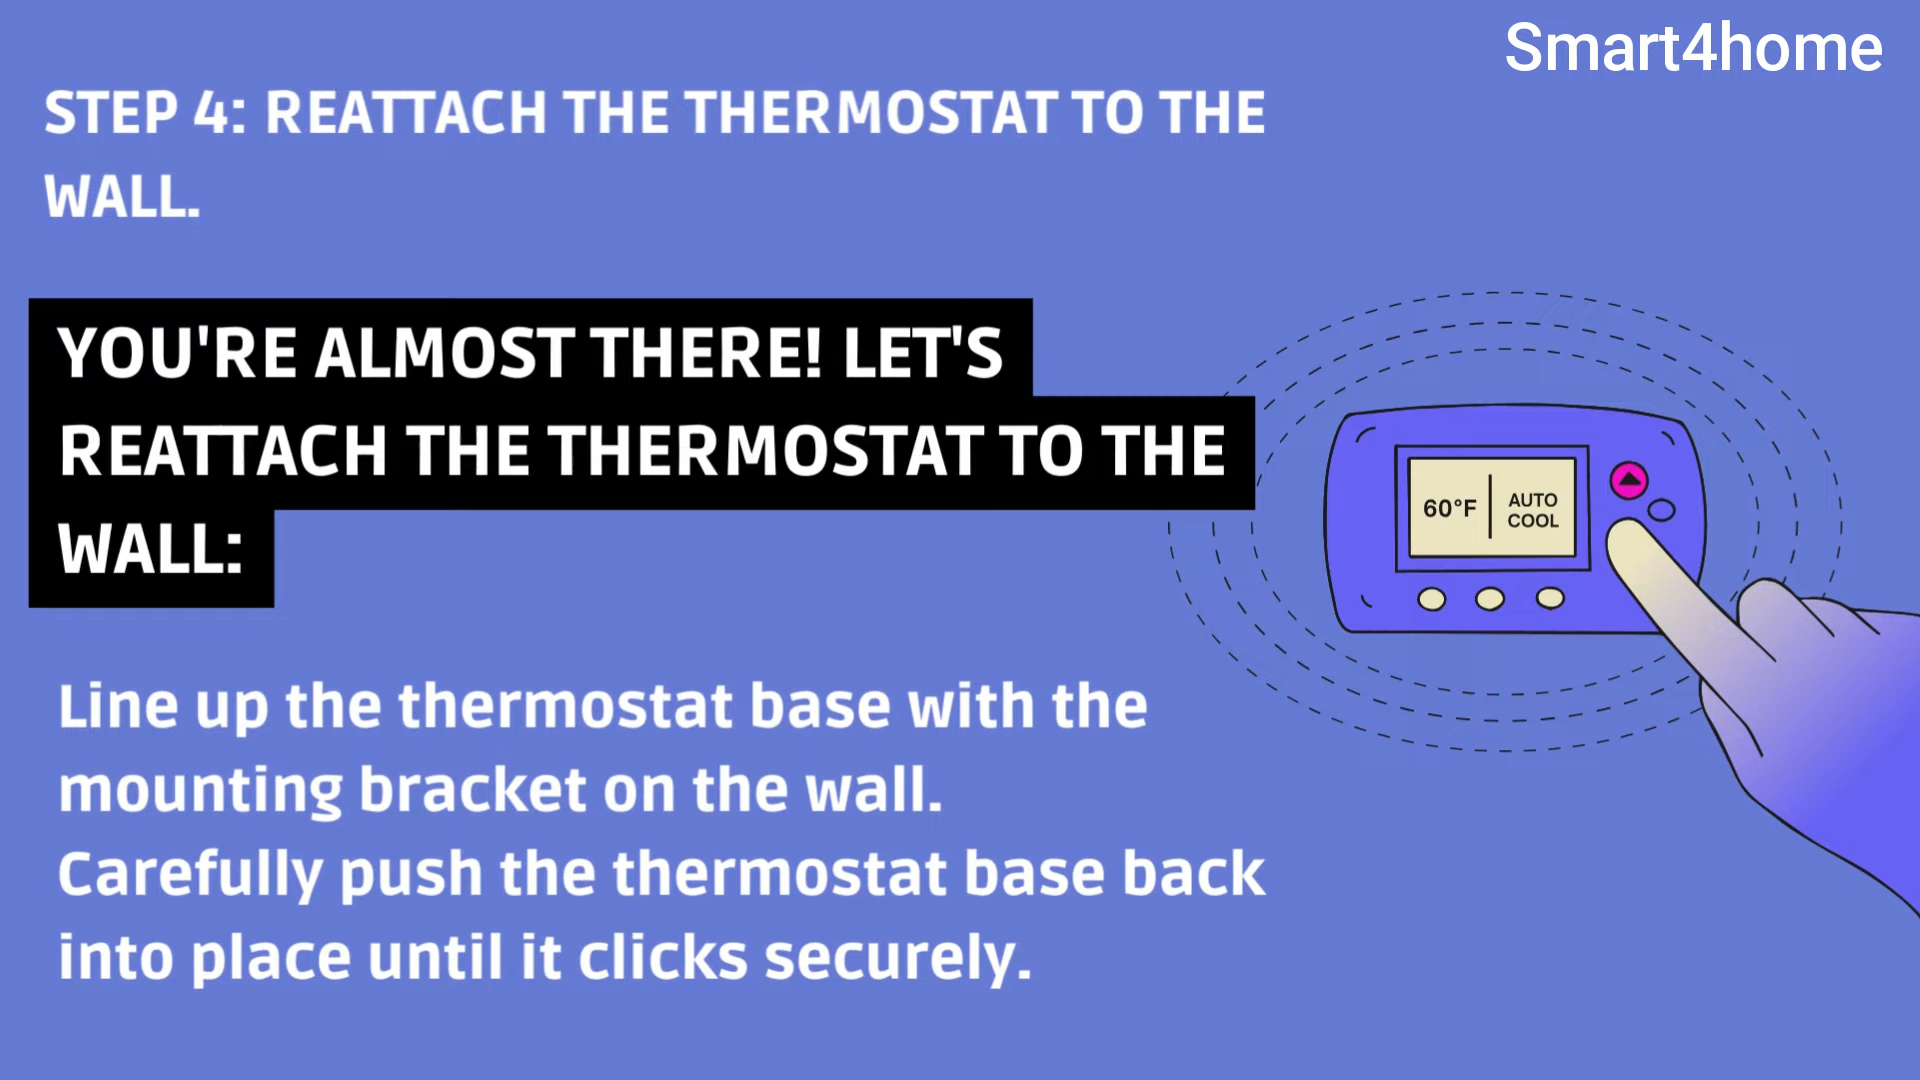 Smart4home
STEP 4: REATTACH THE THERMOSTAT TO THE
WALL.
YOU'RE ALMOST THERE! LET'S
REATTACH THE THERMOSTAT TO THE
WALL:
60°F
AUTO
COOL
Line up the thermostat base with the
mounting bracket on the wall.
Carefully push the thermostat base back
into place until it clicks securely.